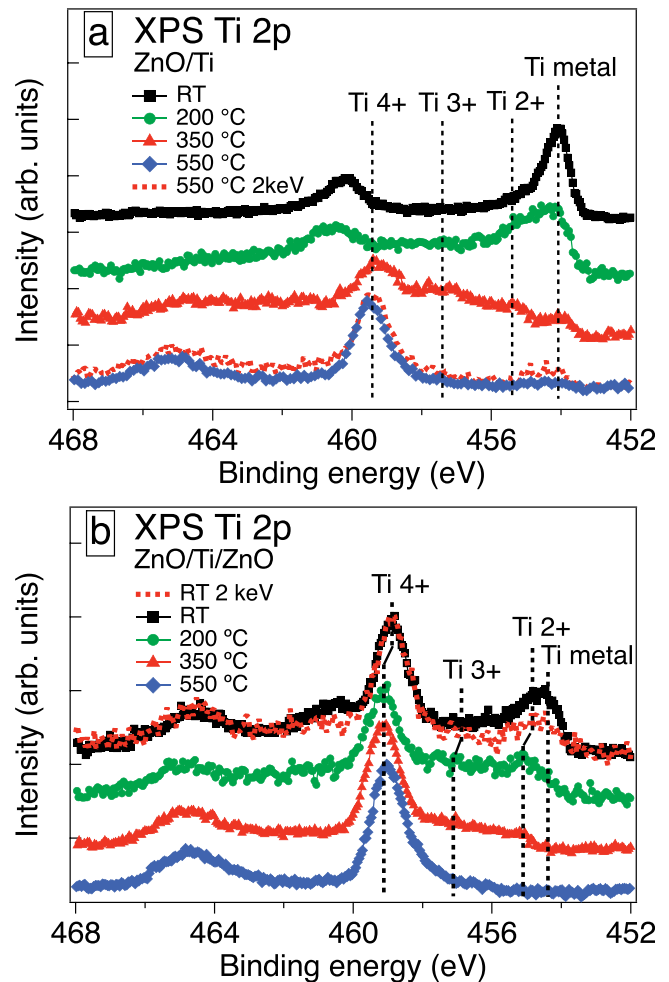 a XPS Ti 2p
ZnO/Ti
RT
200 °C
350 °C
550 °C
550 °C 2keV
Ti 4+ Ti 3+ Ti 2+ Ti metal
Intensity (arb. units)
468 464 460 456 452
Binding energy (eV)
b XPS Ti 2p
ZnO/Ti/ZnO
RT 2 keV
RT
200 °C
350 °C
550 °C
Ti 4+ Ti 3+ Ti 2+ Ti metal
Intensity (arb. units)
468 464 460 456 452
Binding energy (eV)